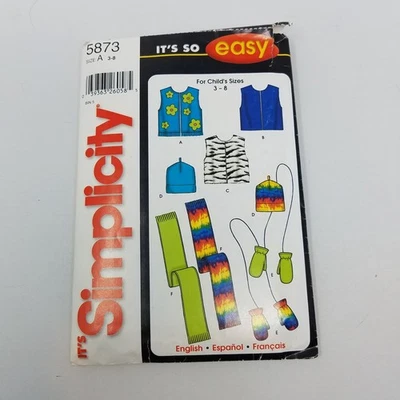 5873
SIZE A 3-8
IT'S SO easy
For Child's Sizes
3 – 8
A
B
C
D
D
E
F
F
E
IT'S Simplicity
English • Español • Français